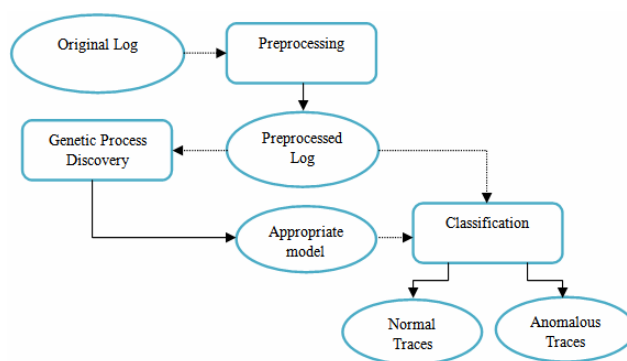 Original Log
Preprocessing
Genetic Process
Discovery
Preprocessed
Log
Appropriate
model
Classification
Normal
Traces
Anomalous
Traces